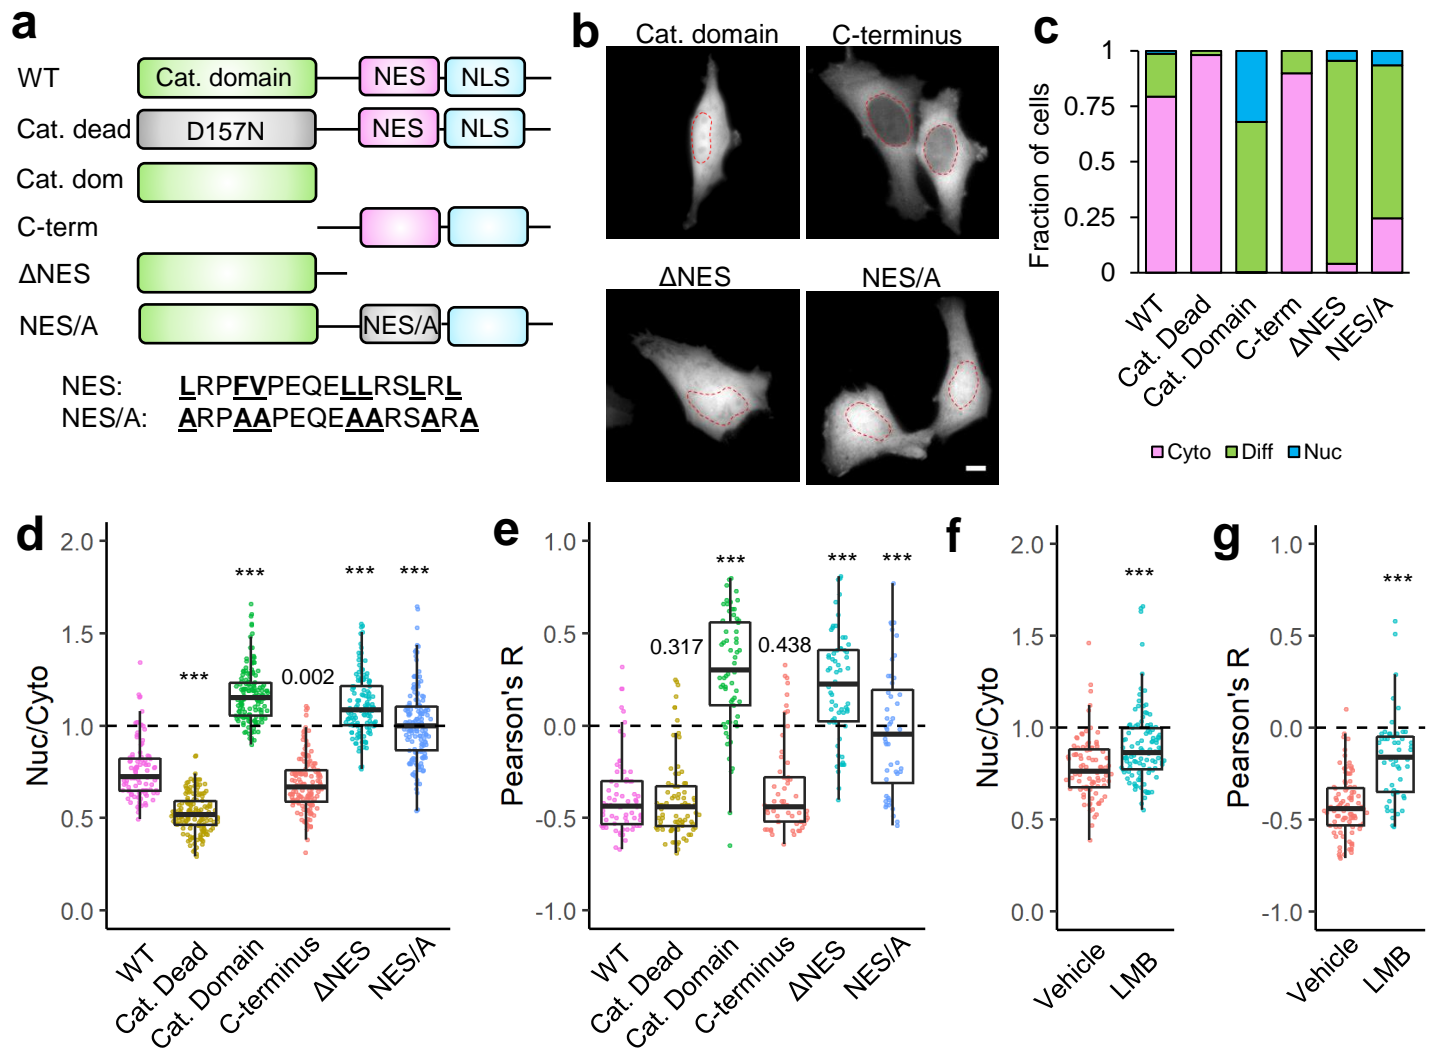 a
WT
Cat. domain
NES
NLS
Cat. dead
D157N
NES
NLS
Cat. dom
C-term
ΔNES
NES/A
NES/A
NES: LRPFVPEQELLRSLRL
NES/A: ARPAAPEQEAARSARA
b
Cat. domain
C-terminus
ΔNES
NES/A
c
Fraction of cells
1
0.75
0.5
0.25
0
WT
Cat. Dead
Cat. Domain
C-term
ΔNES
NES/A
Cyto Diff Nuc
d
Nuc/Cyto
2.0
1.5
1.0
0.5
0.0
***
***
0.002
***
***
WT
Cat. Dead
Cat. Domain
C-terminus
ΔNES
NES/A
e
Pearson's R
1.0
0.5
0.0
-0.5
-1.0
0.317
***
0.438
***
***
WT
Cat. Dead
Cat. Domain
C-terminus
ΔNES
NES/A
f
Nuc/Cyto
2.0
1.5
1.0
0.5
0.0
***
Vehicle
LMB
g
Pearson's R
1.0
0.5
0.0
-0.5
-1.0
***
Vehicle
LMB